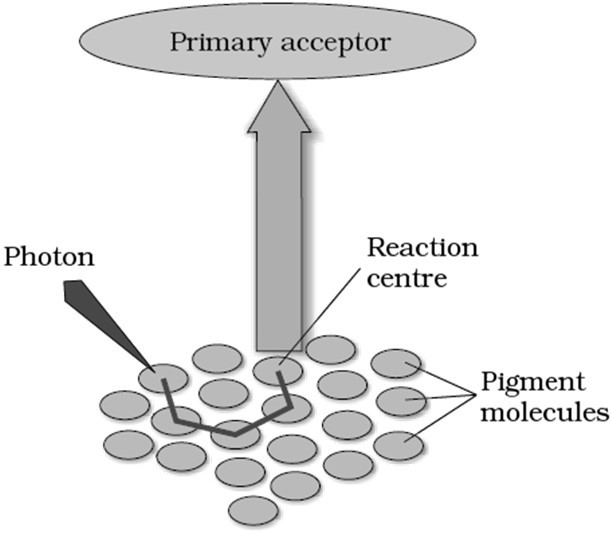 Primary acceptor
Photon
Reaction
centre
Pigment
molecules